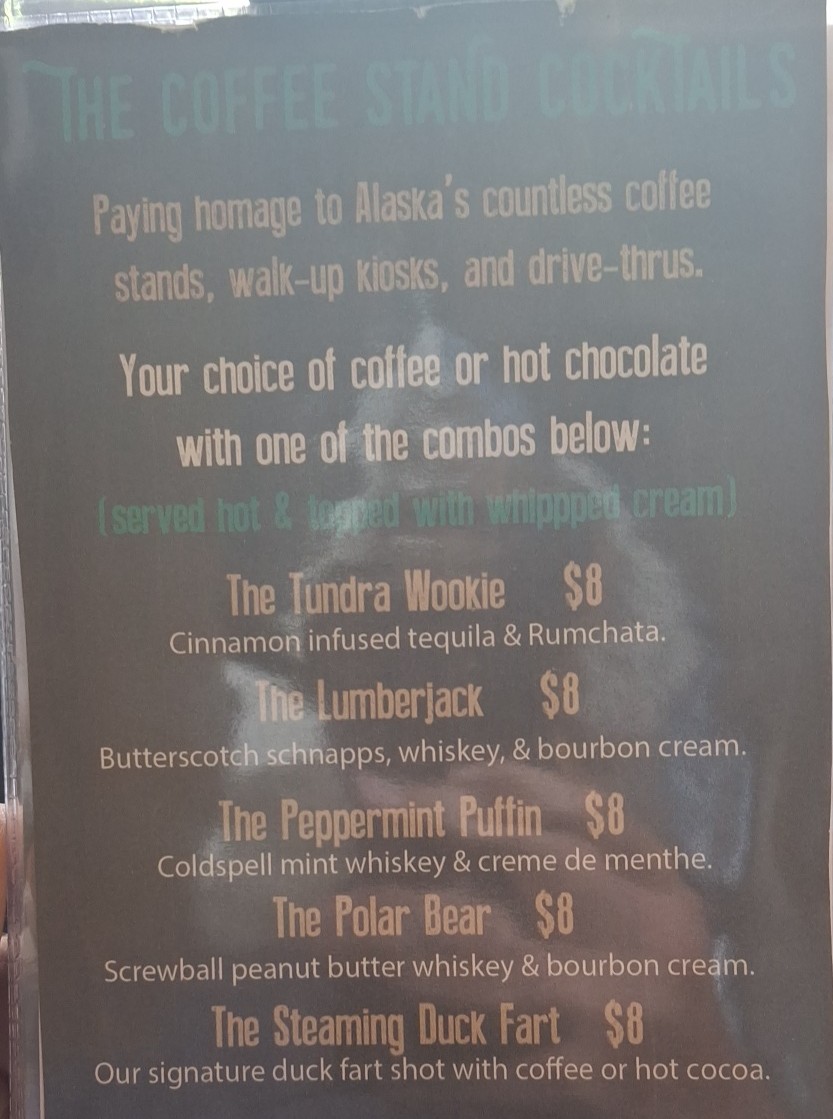 THE COFFEE STAND COCKTAILS
Paying homage to Alaska's countless coffee
stands, walk-up kiosks, and drive-thrus.
Your choice of coffee or hot chocolate
with one of the combos below:
(served hot & topped with whippped cream)
The Tundra Wookie $8
Cinnamon infused tequila & Rumchata.
The Lumberjack $8
Butterscotch schnapps, whiskey, & bourbon cream.
The Peppermint Puffin $8
Coldspell mint whiskey & creme de menthe.
The Polar Bear $8
Screwball peanut butter whiskey & bourbon cream.
The Steaming Duck Fart $8
Our signature duck fart shot with coffee or hot cocoa.